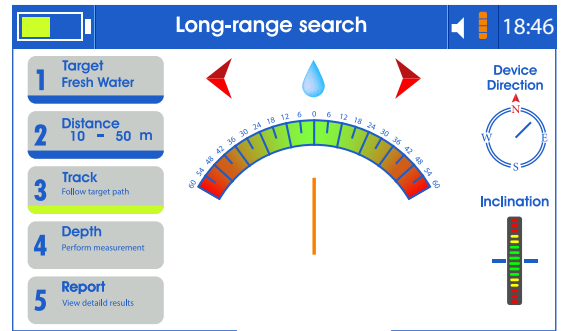 Long-range search
18:46
1 Target
Fresh Water
2 Distance
10 - 50 m
3 Track
Follow target path
4 Depth
Perform measurement
5 Report
View detaild results
60 54 48 42 36 30 24 18 12 6 0 6 12 18 24 30 36 42 48 54 60
Device
Direction
N
W E
S
Inclination